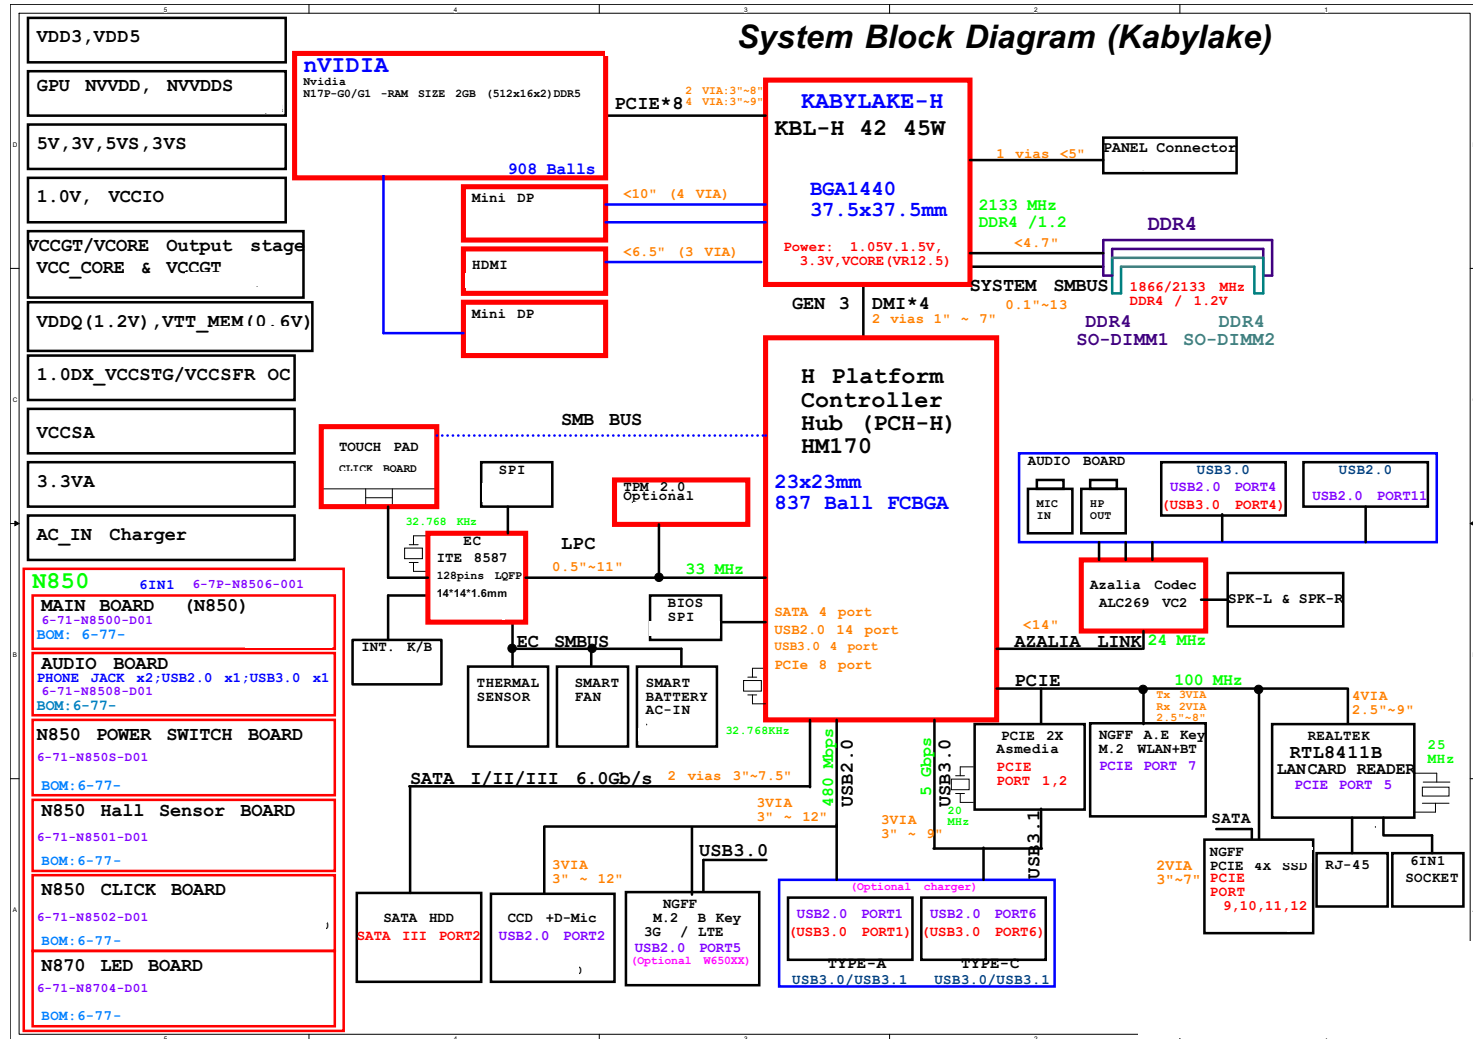 System Block Diagram (Kabylake)
VDD3,VDD5
GPU NVVDD, NVVDDS
5V,3V,5VS,3VS
1.0V, VCCIO
VCCGT/VCORE Output stage
VCC_CORE & VCCGT
VDDQ(1.2V),VTT_MEM(0.6V)
1.0DX_VCCSTG/VCCSFR OC
VCCSA
3.3VA
AC_IN Charger
N850
6IN1 6-7P-N8506-001
MAIN BOARD (N850)
6-71-N8500-D01
BOM: 6-77-
AUDIO BOARD
PHONE JACK x2;USB2.0 x1;USB3.0 x1
6-71-N8508-D01
BOM:6-77-
N850 POWER SWITCH BOARD
6-71-N850S-D01
BOM:6-77-
N850 Hall Sensor BOARD
6-71-N8501-D01
BOM:6-77-
N850 CLICK BOARD
6-71-N8502-D01
)
BOM:6-77-
N870 LED BOARD
6-71-N8704-D01
BOM:6-77-
nVIDIA
Nvidia
N17P-G0/G1 -RAM SIZE 2GB (512x16x2)DDR5
908 Balls
PCIE*8
2 VIA:3"~8"
4 VIA:3"~9"
Mini DP
<10" (4 VIA)
HDMI
<6.5" (3 VIA)
Mini DP
KABYLAKE-H
KBL-H 42 45W
BGA1440
37.5x37.5mm
Power: 1.05V.1.5V,
3.3V,VCORE(VR12.5)
1 vias <5"
PANEL Connector
2133 MHz
DDR4 /1.2
<4.7"
DDR4
SYSTEM SMBUS
0.1"~13
1866/2133 MHz
DDR4 / 1.2V
DDR4
SO-DIMM1
DDR4
SO-DIMM2
GEN 3
DMI*4
2 vias 1" ~ 7"
H Platform
Controller
Hub (PCH-H)
HM170
23x23mm
837 Ball FCBGA
SATA 4 port
USB2.0 14 port
USB3.0 4 port
PCIe 8 port
SMB BUS
TOUCH PAD
CLICK BOARD
SPI
TPM 2.0
Optional
32.768 KHz
EC
ITE 8587
128pins LQFP
14*14*1.6mm
LPC
0.5"~11"
33 MHz
BIOS
SPI
INT. K/B
EC SMBUS
THERMAL
SENSOR
SMART
FAN
SMART
BATTERY
AC-IN
32.768KHz
AUDIO BOARD
MIC
IN
HP
OUT
USB3.0
USB2.0 PORT4
(USB3.0 PORT4)
USB2.0
USB2.0 PORT11
Azalia Codec
ALC269 VC2
SPK-L & SPK-R
<14"
AZALIA LINK
24 MHz
PCIE
100 MHz
Tx 3VIA
Rx 2VIA
2.5"~8"
4VIA
2.5"~9"
PCIE 2X
Asmedia
PCIE
PORT 1,2
20
MHz
NGFF A.E Key
M.2 WLAN+BT
PCIE PORT 7
REALTEK
RTL8411B
LANCARD READER
PCIE PORT 5
25
MHz
SATA
2VIA
3"~7"
NGFF
PCIE 4X SSD
PCIE
PORT
9,10,11,12
RJ-45
6IN1
SOCKET
SATA I/II/III 6.0Gb/s
2 vias 3"~7.5"
480 Mbps
USB2.0
5 Gbps
USB3.0
USB3.1
3VIA
3" ~ 12"
3VIA
3" ~ 9"
3VIA
3" ~ 12"
USB3.0
SATA HDD
SATA III PORT2
CCD +D-Mic
USB2.0 PORT2
)
NGFF
M.2 B Key
3G / LTE
USB2.0 PORT5
(Optional W650XX)
(Optional charger)
USB2.0 PORT1
(USB3.0 PORT1)
TYPE-A
USB3.0/USB3.1
USB2.0 PORT6
(USB3.0 PORT6)
TYPE-C
USB3.0/USB3.1